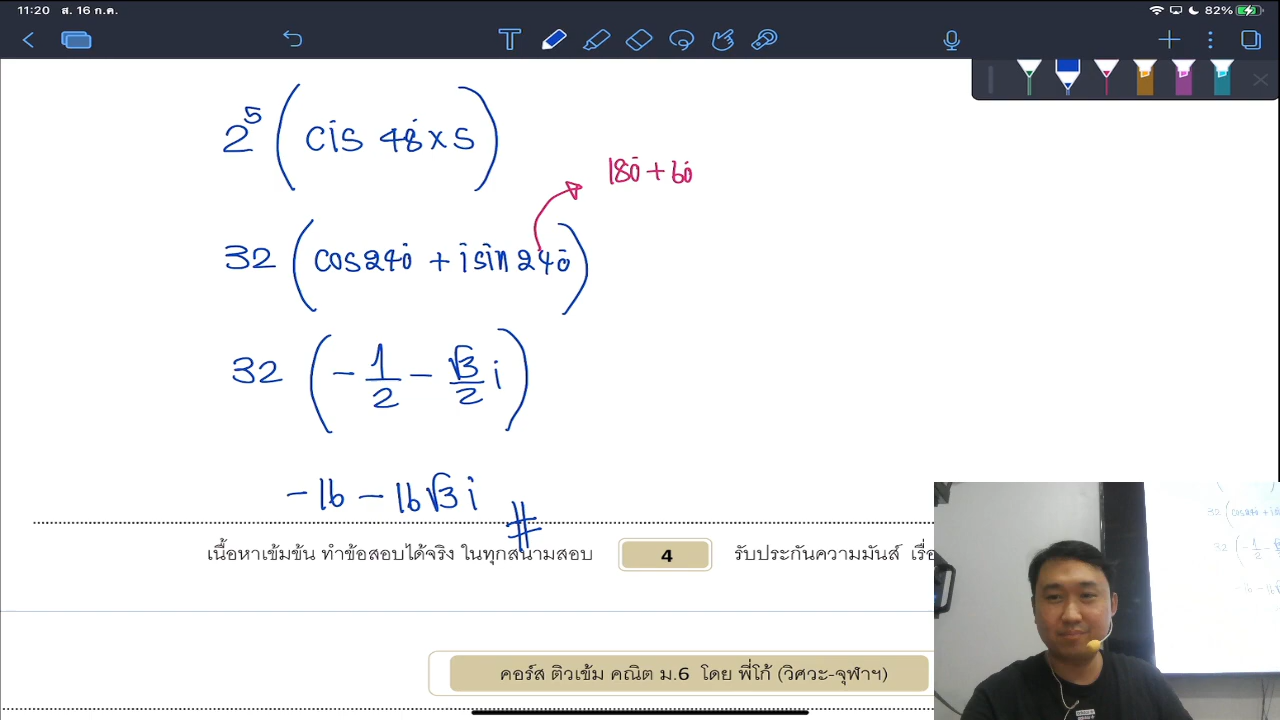 11:20 ส. 16 ก.ค. 82%
2⁵ (cis 48° × 5)
180° + 60°
32 (cos 240° + i sin 240°)
32 (-1/2 - √3/2 i)
-16 - 16√3 i #
เนื้อหาเข้มข้น ทำข้อสอบได้จริง ในทุกสนามสอบ 4 รับประกันความมันส์ เรื่อ
คอร์ส ติวเข้ม คณิต ม.6 โดย พี่โก้ (วิศวะ-จุฬาฯ)